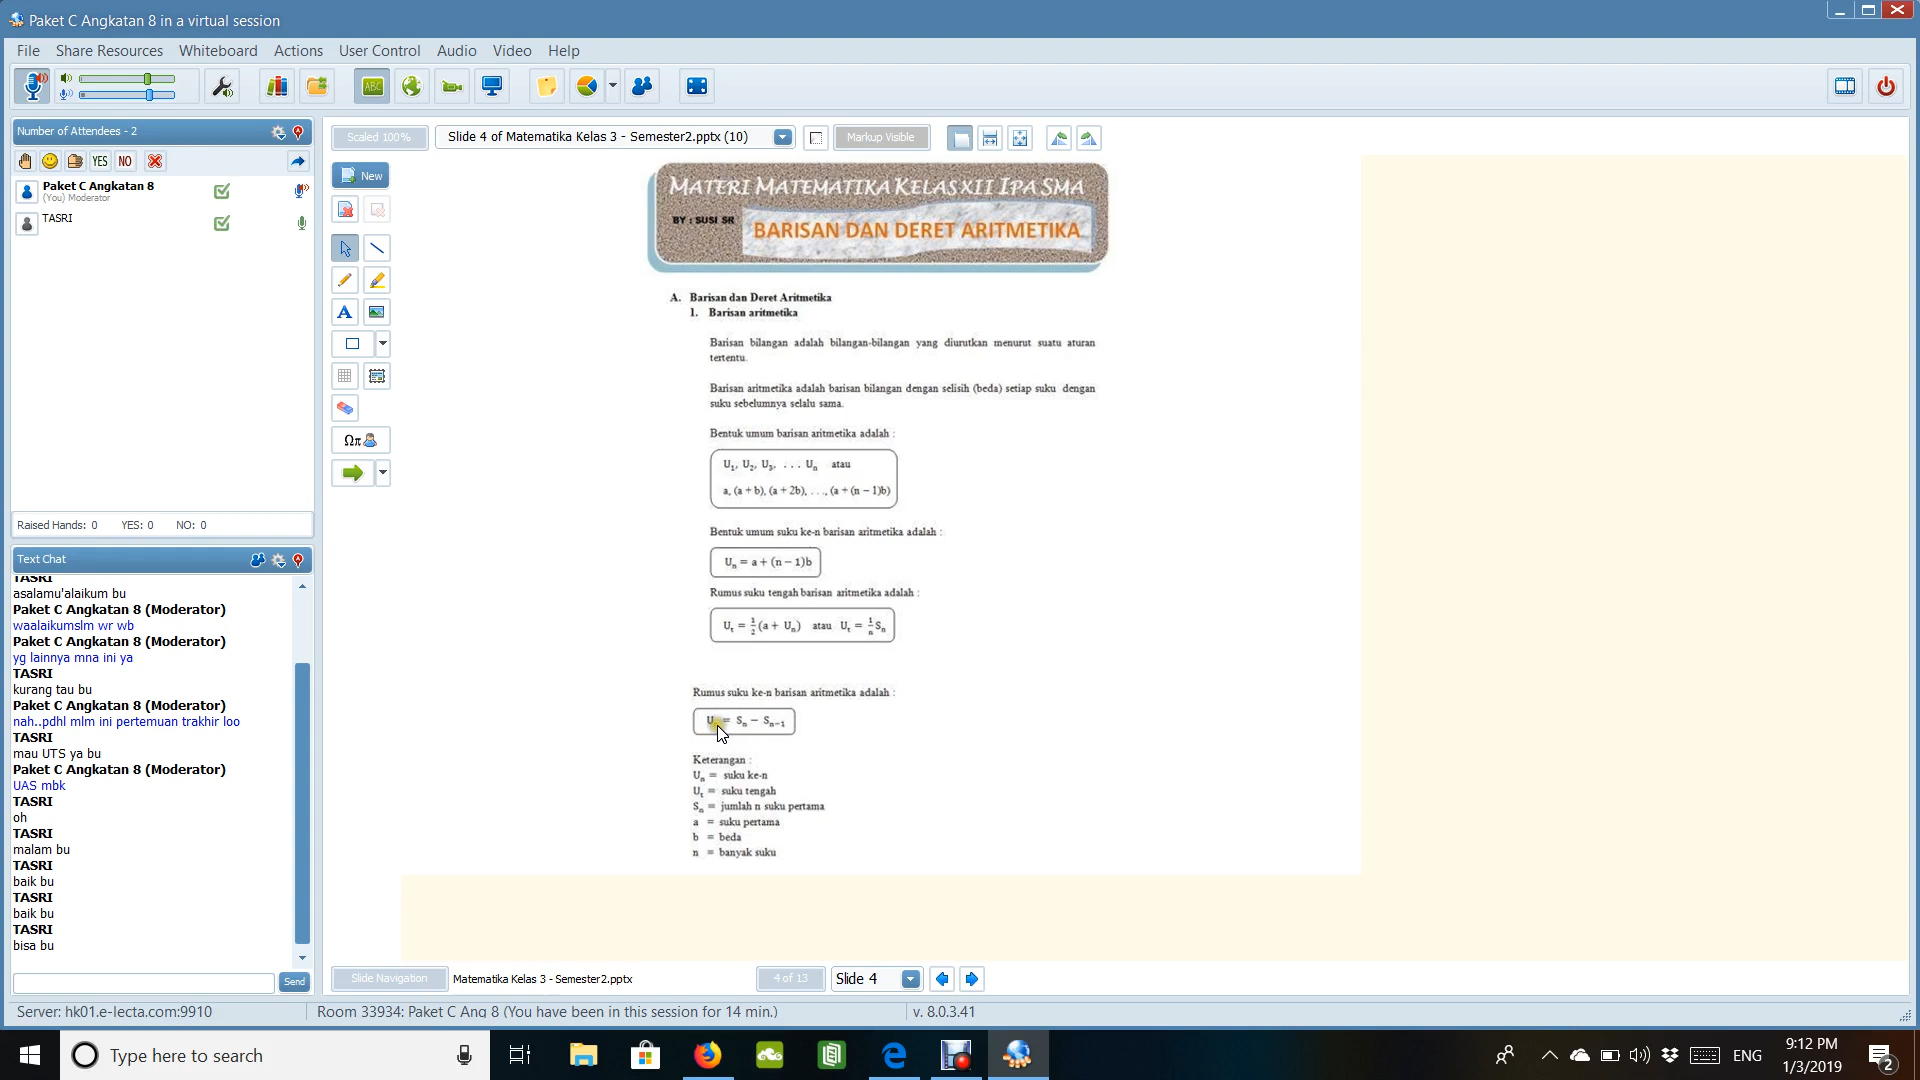 Paket C Angkatan 8 in a virtual session
File Share Resources Whiteboard Actions User Control Audio Video Help
ABC
Number of Attendees - 2
YES NO
Paket C Angkatan 8
(You) Moderator
TASRI
Raised Hands: 0 YES: 0 NO: 0
Text Chat
TASRI
asalamu'alaikum bu
Paket C Angkatan 8 (Moderator)
waalaikumslm wr wb
Paket C Angkatan 8 (Moderator)
yg lainnya mna ini ya
TASRI
kurang tau bu
Paket C Angkatan 8 (Moderator)
nah..pdhl mlm ini pertemuan trakhir loo
TASRI
mau UTS ya bu
Paket C Angkatan 8 (Moderator)
UAS mbk
TASRI
oh
TASRI
malam bu
TASRI
baik bu
TASRI
baik bu
TASRI
bisa bu
Send
Scaled 100% Slide 4 of Matematika Kelas 3 - Semester2.pptx (10) Markup Visible
New
A
Ωπ
MATERI MATEMATIKA KELAS XII IPA SMA
BY : SUSI SR
BARISAN DAN DERET ARITMETIKA
A. Barisan dan Deret Aritmetika
1. Barisan aritmetika
Barisan bilangan adalah bilangan-bilangan yang diurutkan menurut suatu aturan
tertentu.
Barisan aritmetika adalah barisan bilangan dengan selisih (beda) setiap suku dengan
suku sebelumnya selalu sama.
Bentuk umum barisan aritmetika adalah :
U₁, U₂, U₃, . . . Uₙ atau
a, (a + b), (a + 2b), . . ., (a + (n − 1)b)
Bentuk umum suku ke-n barisan aritmetika adalah :
Uₙ = a + (n − 1)b
Rumus suku tengah barisan aritmetika adalah :
Uₜ = 1/2 (a + Uₙ) atau Uₜ = 1/n Sₙ
Rumus suku ke-n barisan aritmetika adalah :
U = Sₙ − Sₙ₋₁
Keterangan :
Uₙ = suku ke-n
Uₜ = suku tengah
Sₙ = jumlah n suku pertama
a = suku pertama
b = beda
n = banyak suku
Slide Navigation Matematika Kelas 3 - Semester2.pptx 4 of 13 Slide 4
Server: hk01.e-lecta.com:9910 Room 33934: Paket C Ang 8 (You have been in this session for 14 min.) v. 8.0.3.41
Type here to search
ENG
9:12 PM
1/3/2019
2